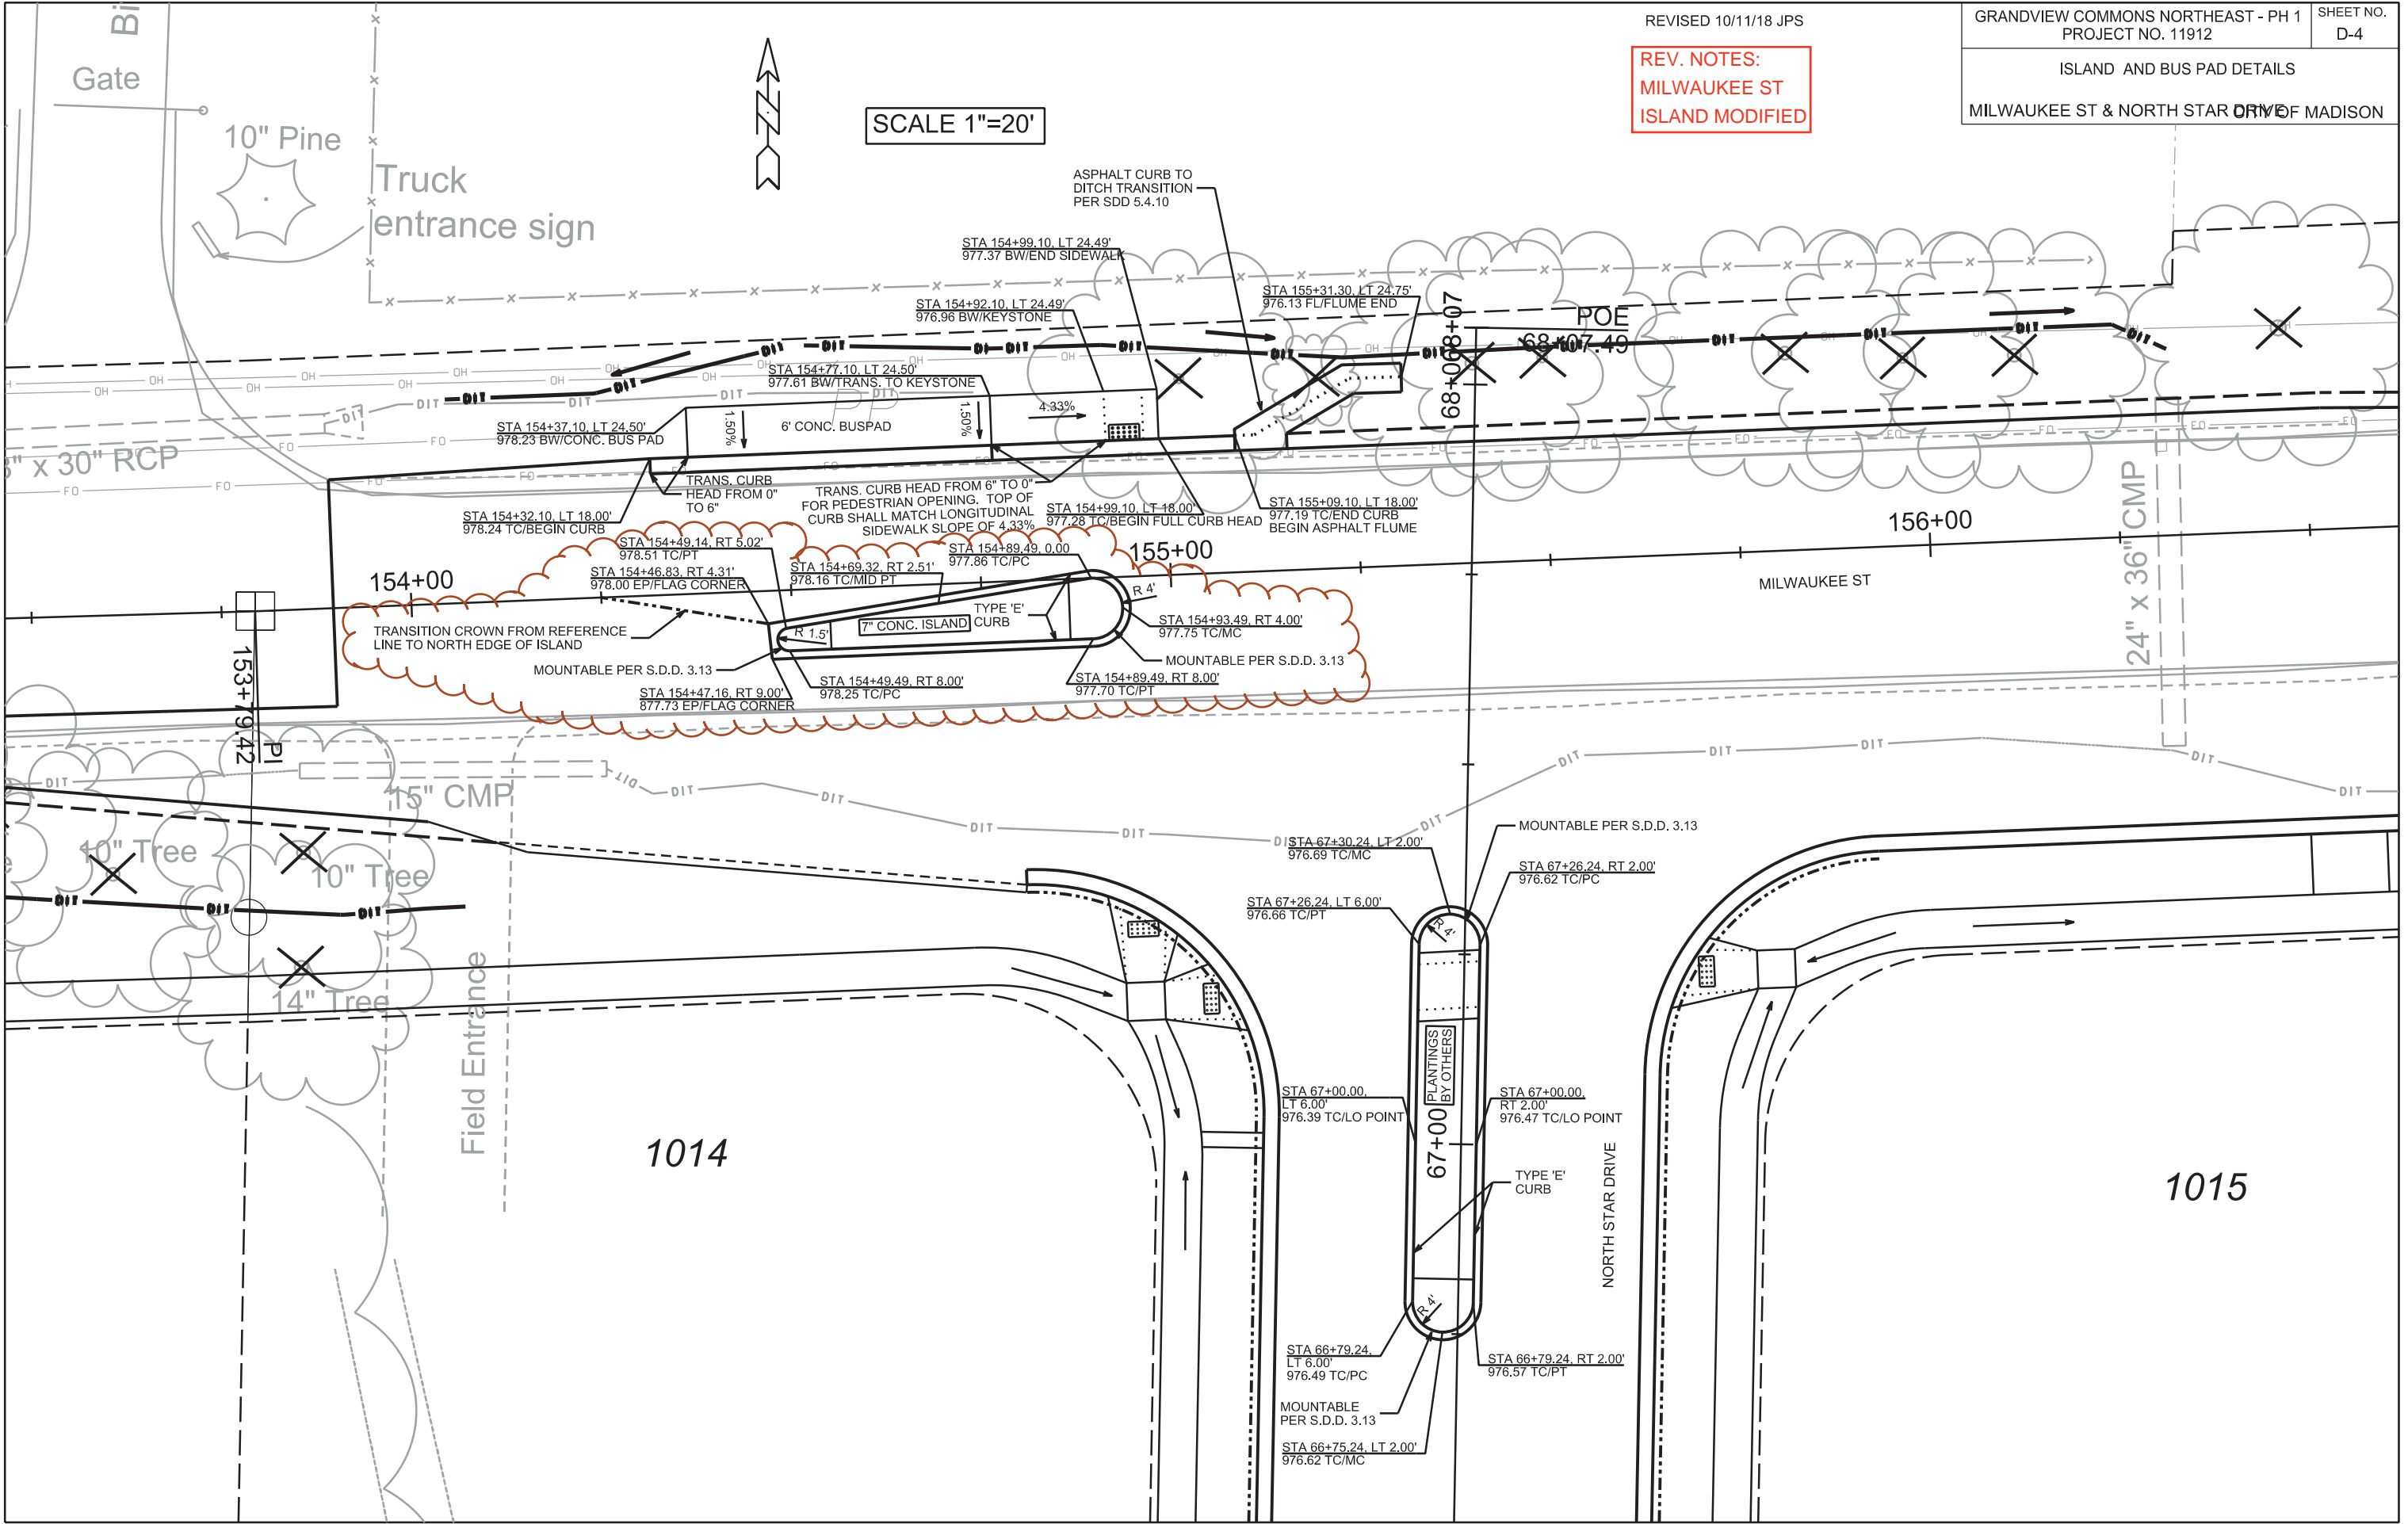 REVISED 10/11/18 JPS
REV. NOTES:
MILWAUKEE ST
ISLAND MODIFIED
GRANDVIEW COMMONS NORTHEAST - PH 1
PROJECT NO. 11912
SHEET NO.
D-4
ISLAND AND BUS PAD DETAILS
MILWAUKEE ST & NORTH STAR DRIVE
CITY OF MADISON
Bi
Gate
10" Pine
Truck
entrance sign
N
SCALE 1"=20'
ASPHALT CURB TO
DITCH TRANSITION
PER SDD 5.4.10
STA 154+99.10, LT 24.49'
977.37 BW/END SIDEWALK
STA 154+92.10, LT 24.49'
976.96 BW/KEYSTONE
STA 155+31.30, LT 24.75'
976.13 FL/FLUME END
STA 154+77.10, LT 24.50'
977.61 BW/TRANS. TO KEYSTONE
STA 154+37.10, LT 24.50'
978.23 BW/CONC. BUS PAD
1.50%
6' CONC. BUSPAD
1.50%
4.33%
68+07
POE
68+07.49
" x 30" RCP
TRANS. CURB
HEAD FROM 0"
TO 6"
TRANS. CURB HEAD FROM 6" TO 0"
FOR PEDESTRIAN OPENING. TOP OF
CURB SHALL MATCH LONGITUDINAL
SIDEWALK SLOPE OF 4.33%
STA 154+32.10, LT 18.00'
978.24 TC/BEGIN CURB
STA 154+99.10, LT 18.00'
977.28 TC/BEGIN FULL CURB HEAD
STA 155+09.10, LT 18.00'
977.19 TC/END CURB
BEGIN ASPHALT FLUME
154+00
155+00
156+00
MILWAUKEE ST
24" x 36" CMP
STA 154+49.14, RT 5.02'
978.51 TC/PT
STA 154+46.83, RT 4.31'
978.00 EP/FLAG CORNER
STA 154+69.32, RT 2.51'
978.16 TC/MID PT
STA 154+89.49, 0.00
977.86 TC/PC
R 4'
TYPE 'E'
CURB
7" CONC. ISLAND
R 1.5'
STA 154+93.49, RT 4.00'
977.75 TC/MC
TRANSITION CROWN FROM REFERENCE
LINE TO NORTH EDGE OF ISLAND
MOUNTABLE PER S.D.D. 3.13
MOUNTABLE PER S.D.D. 3.13
STA 154+47.16, RT 9.00'
877.73 EP/FLAG CORNER
STA 154+49.49, RT 8.00'
978.25 TC/PC
STA 154+89.49, RT 8.00'
977.70 TC/PT
153+79.42
PI
15" CMP
10" Tree
10" Tree
14" Tree
Field Entrance
STA 67+30.24, LT 2.00'
976.69 TC/MC
MOUNTABLE PER S.D.D. 3.13
STA 67+26.24, RT 2.00'
976.62 TC/PC
STA 67+26.24, LT 6.00'
976.66 TC/PT
R 4'
PLANTINGS
BY OTHERS
67+00
STA 67+00.00,
LT 6.00'
976.39 TC/LO POINT
STA 67+00.00,
RT 2.00'
976.47 TC/LO POINT
TYPE 'E'
CURB
NORTH STAR DRIVE
1014
1015
R 4'
STA 66+79.24,
LT 6.00'
976.49 TC/PC
STA 66+79.24, RT 2.00'
976.57 TC/PT
MOUNTABLE
PER S.D.D. 3.13
STA 66+75.24, LT 2.00'
976.62 TC/MC